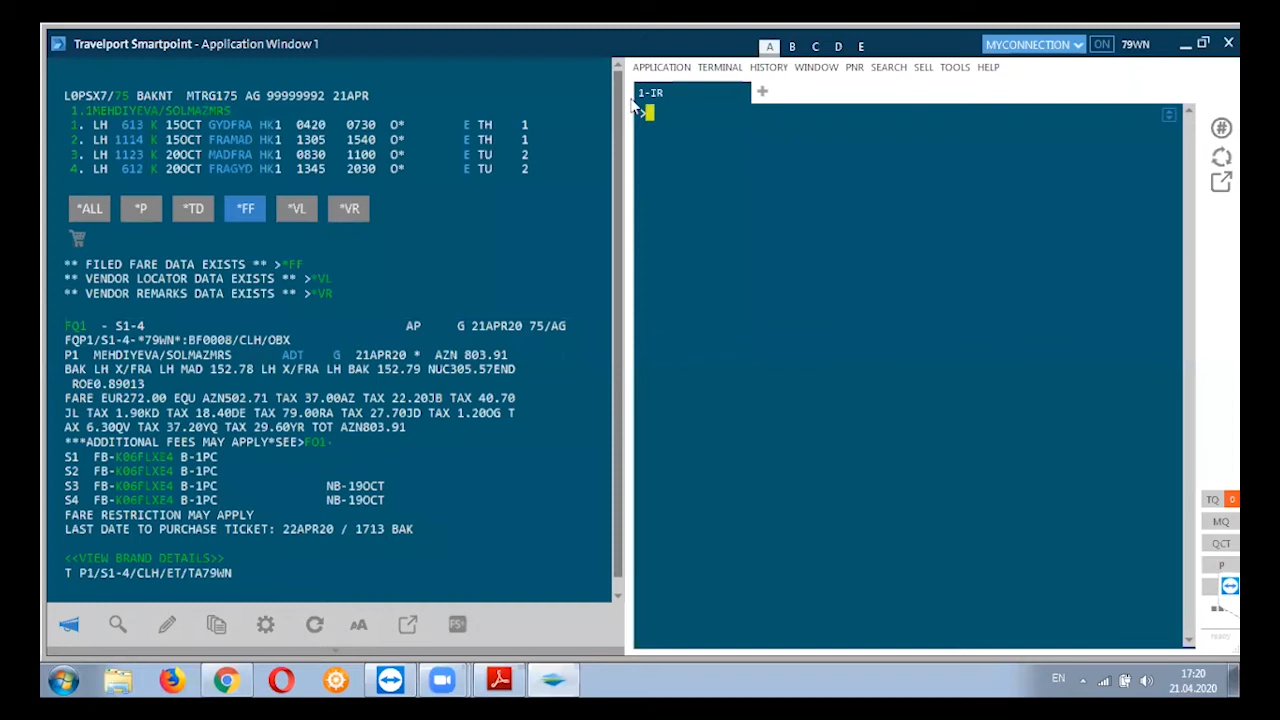 Travelport Smartpoint - Application Window 1
A B C D E
MYCONNECTION ON 79WN
APPLICATION TERMINAL HISTORY WINDOW PNR SEARCH SELL TOOLS HELP
1-IR
>
L0PSX7/75 BAKNT MTRG175 AG 99999992 21APR
1.1MEHDIYEVA/SOLMAZMRS
1. LH 613 K 15OCT GYDFRA HK1 0420 0730 O* E TH 1
2. LH 1114 K 15OCT FRAMAD HK1 1305 1540 O* E TH 1
3. LH 1123 K 20OCT MADFRA HK1 0830 1100 O* E TU 2
4. LH 612 K 20OCT FRAGYD HK1 1345 2030 O* E TU 2
*ALL *P *TD *FF *VL *VR
** FILED FARE DATA EXISTS ** >*FF
** VENDOR LOCATOR DATA EXISTS ** >*VL
** VENDOR REMARKS DATA EXISTS ** >*VR
FQ1 - S1-4 AP G 21APR20 75/AG
FQP1/S1-4-*79WN*:BF0008/CLH/OBX
P1 MEHDIYEVA/SOLMAZMRS ADT G 21APR20 * AZN 803.91
BAK LH X/FRA LH MAD 152.78 LH X/FRA LH BAK 152.79 NUC305.57END
ROE0.89013
FARE EUR272.00 EQU AZN502.71 TAX 37.00AZ TAX 22.20JB TAX 40.70
JL TAX 1.90KD TAX 18.40DE TAX 79.00RA TAX 27.70JD TAX 1.20OG T
AX 6.30QV TAX 37.20YQ TAX 29.60YR TOT AZN803.91
***ADDITIONAL FEES MAY APPLY*SEE>FO1·
S1 FB-K06FLXE4 B-1PC
S2 FB-K06FLXE4 B-1PC
S3 FB-K06FLXE4 B-1PC NB-19OCT
S4 FB-K06FLXE4 B-1PC NB-19OCT
FARE RESTRICTION MAY APPLY
LAST DATE TO PURCHASE TICKET: 22APR20 / 1713 BAK
<<VIEW BRAND DETAILS>>
T P1/S1-4/CLH/ET/TA79WN
AA
PS+
#
TQ 0
MQ
QCT
P
ready
EN
17:20
21.04.2020